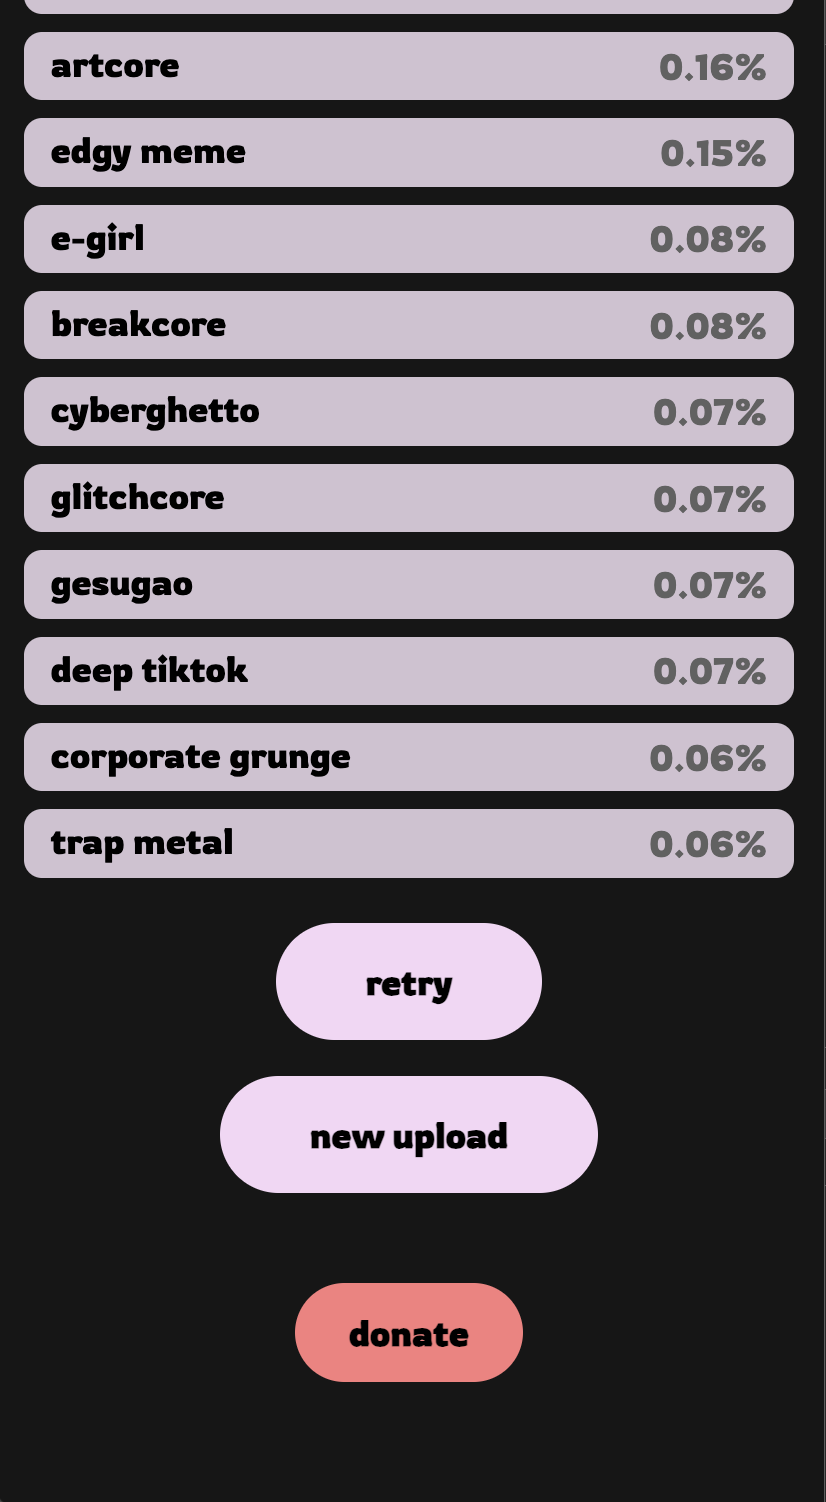 artcore 0.16%
edgy meme 0.15%
e-girl 0.08%
breakcore 0.08%
cyberghetto 0.07%
glitchcore 0.07%
gesugao 0.07%
deep tiktok 0.07%
corporate grunge 0.06%
trap metal 0.06%
retry
new upload
donate